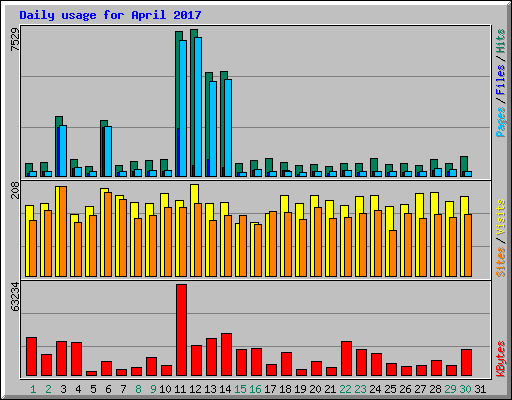 Daily usage for April 2017
7529
Pages / Files / Hits
208
Sites / Visits
63234
KBytes
1 2 3 4 5 6 7 8 9 10 11 12 13 14 15 16 17 18 19 20 21 22 23 24 25 26 27 28 29 30 31